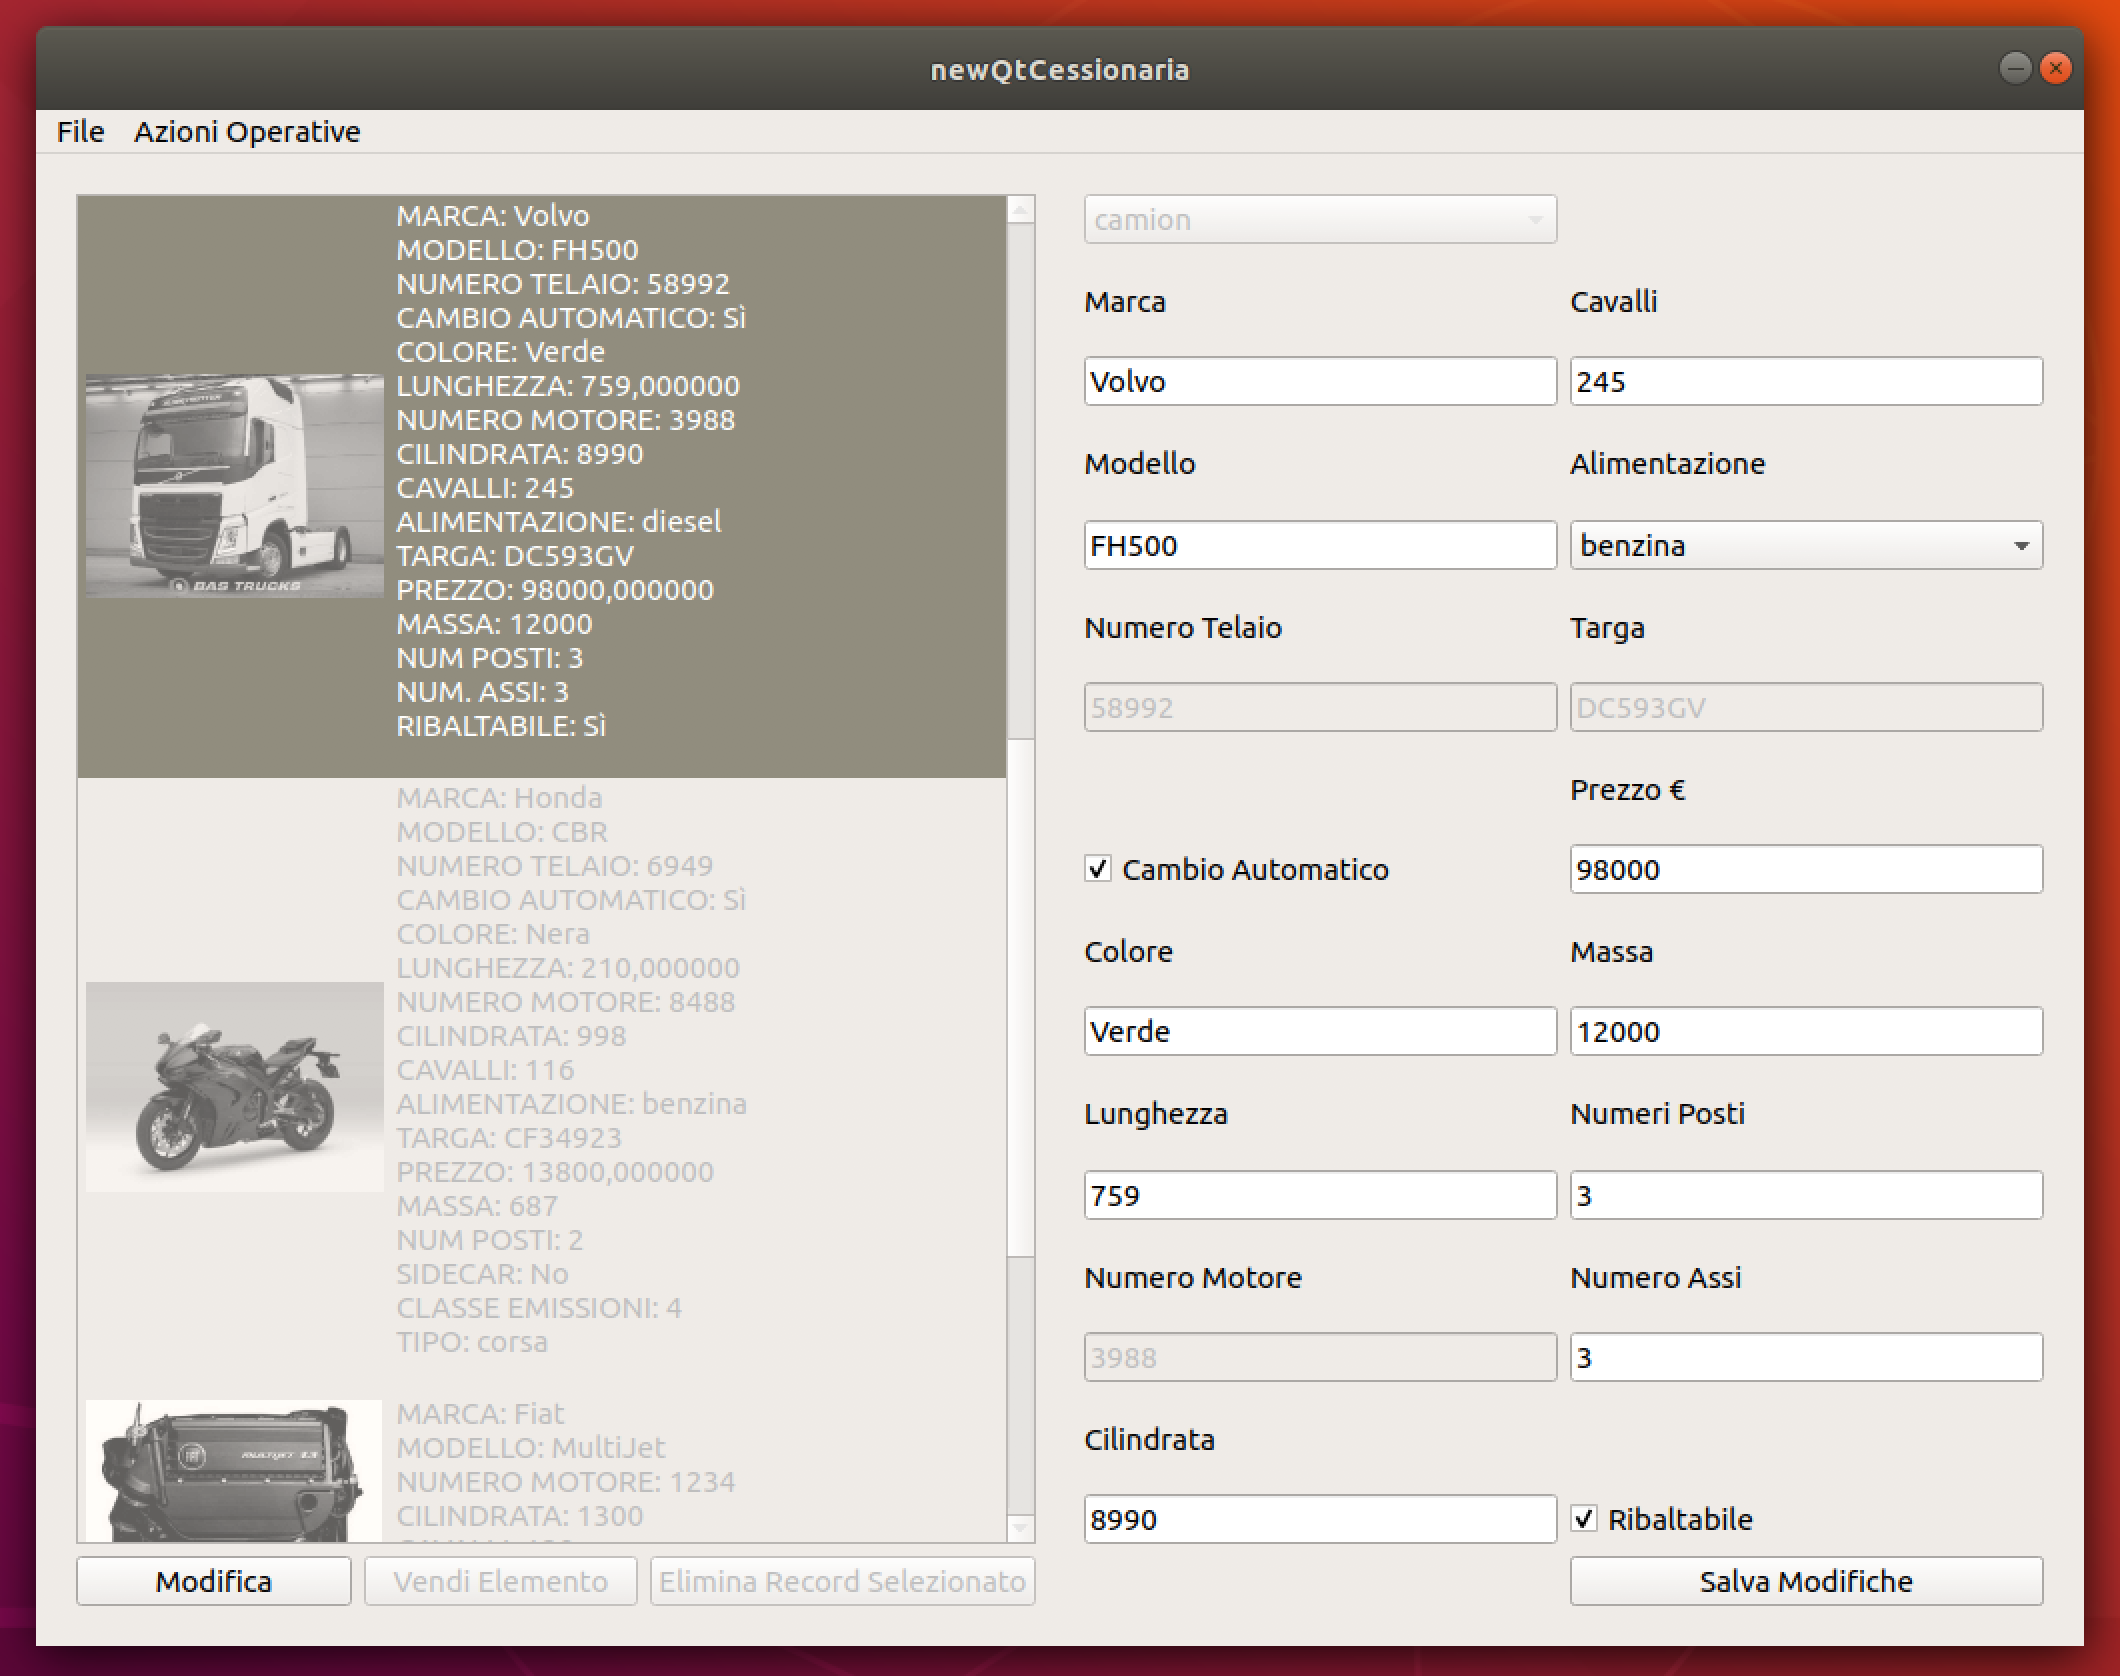 newQtCessionaria
File Azioni Operative
MARCA: Volvo
MODELLO: FH500
NUMERO TELAIO: 58992
CAMBIO AUTOMATICO: Sì
COLORE: Verde
LUNGHEZZA: 759,000000
NUMERO MOTORE: 3988
CILINDRATA: 8990
CAVALLI: 245
ALIMENTAZIONE: diesel
TARGA: DC593GV
PREZZO: 98000,000000
MASSA: 12000
NUM POSTI: 3
NUM. ASSI: 3
RIBALTABILE: Sì
BAS TRUCKS
MARCA: Honda
MODELLO: CBR
NUMERO TELAIO: 6949
CAMBIO AUTOMATICO: Sì
COLORE: Nera
LUNGHEZZA: 210,000000
NUMERO MOTORE: 8488
CILINDRATA: 998
CAVALLI: 116
ALIMENTAZIONE: benzina
TARGA: CF34923
PREZZO: 13800,000000
MASSA: 687
NUM POSTI: 2
SIDECAR: No
CLASSE EMISSIONI: 4
TIPO: corsa
MARCA: Fiat
MODELLO: MultiJet
NUMERO MOTORE: 1234
CILINDRATA: 1300
MULTIJET 1.3
Modifica
Vendi Elemento
Elimina Record Selezionato
camion
Marca
Volvo
Modello
FH500
Numero Telaio
58992
Cambio Automatico
Colore
Verde
Lunghezza
759
Numero Motore
3988
Cilindrata
8990
Cavalli
245
Alimentazione
benzina
Targa
DC593GV
Prezzo €
98000
Massa
12000
Numeri Posti
3
Numero Assi
3
Ribaltabile
Salva Modifiche